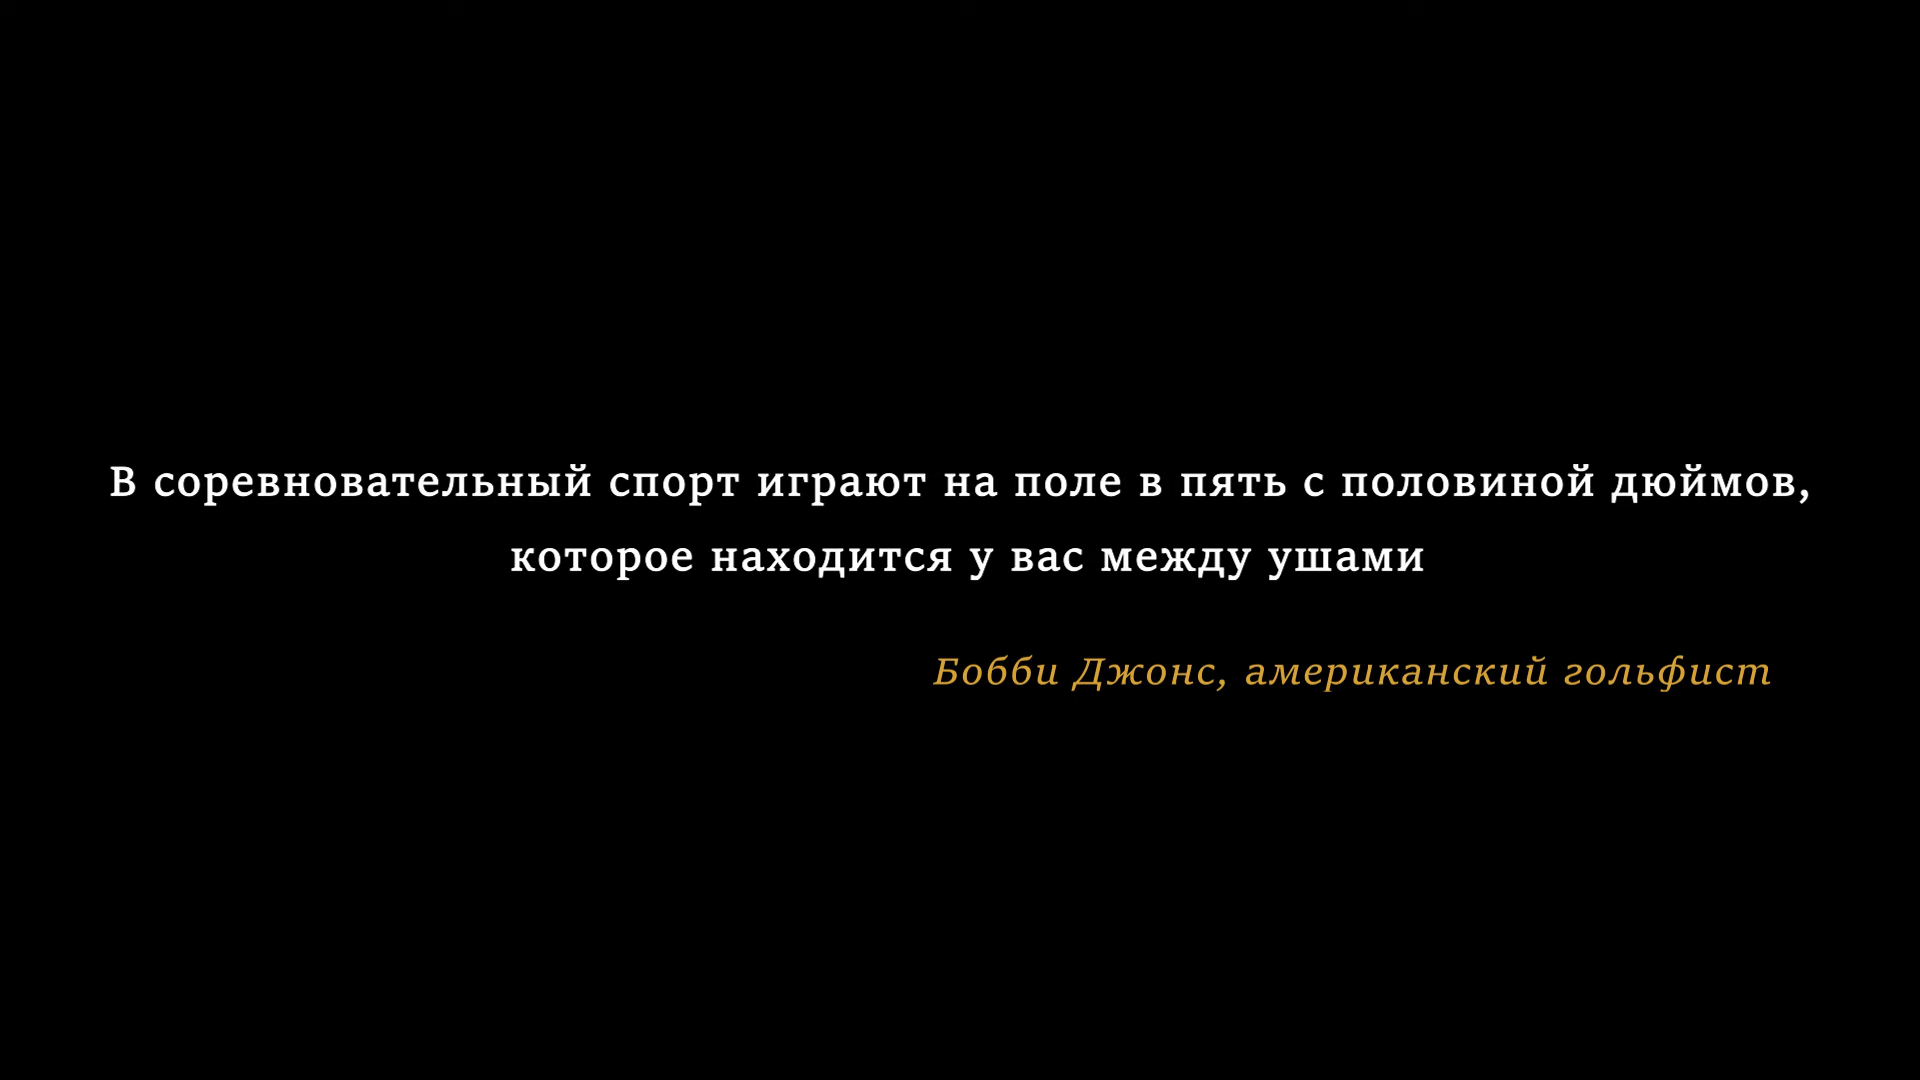 В соревновательный спорт играют на поле в пять с половиной дюймов,
которое находится у вас между ушами
Бобби Джонс, американский гольфист